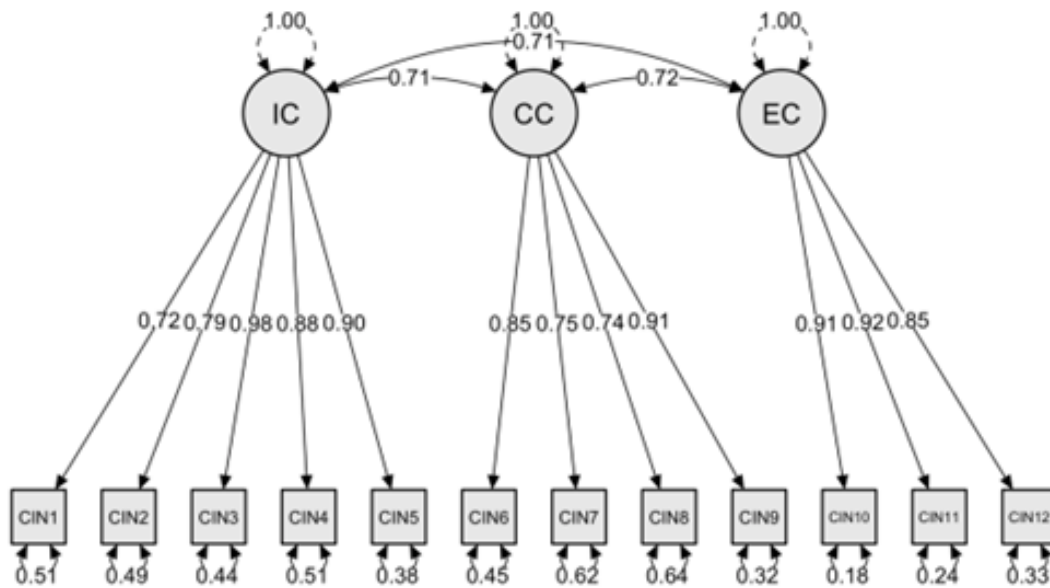 1.00 1.00 1.00
0.71
0.71 0.72
IC CC EC
0.72 0.79 0.98 0.88 0.90 0.85 0.75 0.74 0.91 0.91 0.92 0.85
CIN1 CIN2 CIN3 CIN4 CIN5 CIN6 CIN7 CIN8 CIN9 CIN10 CIN11 CIN12
0.51 0.49 0.44 0.51 0.38 0.45 0.62 0.64 0.32 0.18 0.24 0.33